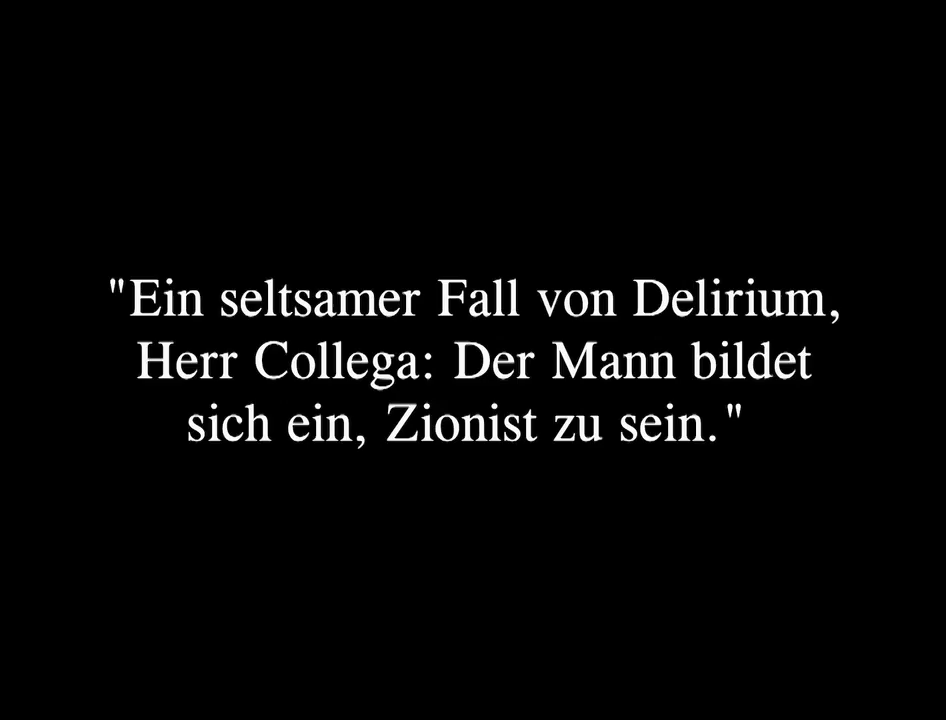 "Ein seltsamer Fall von Delirium,
Herr Collega: Der Mann bildet
sich ein, Zionist zu sein."